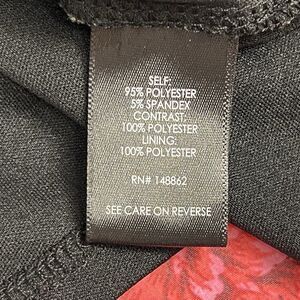 SELF:
95% POLYESTER
5% SPANDEX
CONTRAST:
100% POLYESTER
LINING:
100% POLYESTER
RN# 148862
SEE CARE ON REVERSE